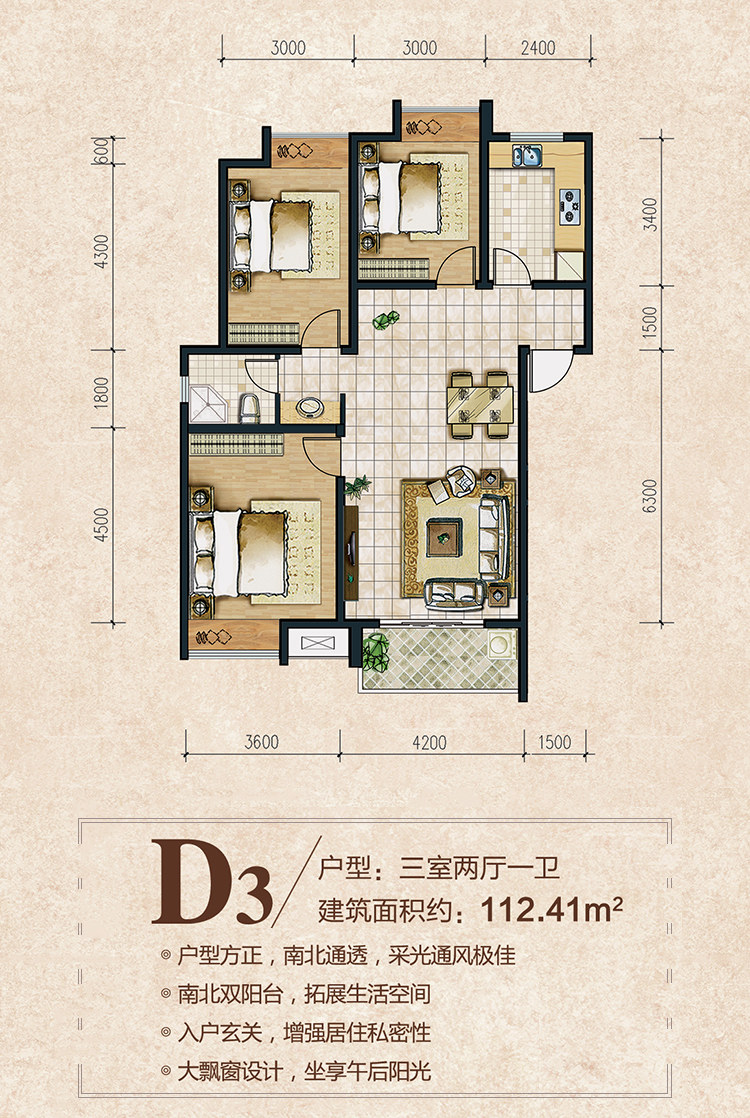 3000 3000 2400
600
4300
1800
4500
3400
1500
6300
3600 4200 1500
D3 户型：三室两厅一卫
建筑面积约：112.41m²
◎ 户型方正，南北通透，采光通风极佳
◎ 南北双阳台，拓展生活空间
◎ 入户玄关，增强居住私密性
◎ 大飘窗设计，坐享午后阳光